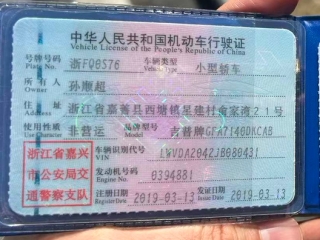 中华人民共和国机动车行驶证
Vehicle License of the People's Republic of China
号牌号码 浙FQ0576 车辆类型 小型轿车
Plate No. Vehicle Type
所有人 孙顺超
Owner
住址 浙江省嘉善县西塘镇星建村俞家湾21号
Address
使用性质 非营运 品牌型号 吉普牌GFA7140DKCAB
Use Character Model
浙江省嘉兴 车辆识别代号
VIN LWVDA2042JB080431
市公安局交 发动机号码 0394881
Engine No.
通警察支队 注册日期 2019-03-13 发证日期 2019-03-13
Register Date Issue Date